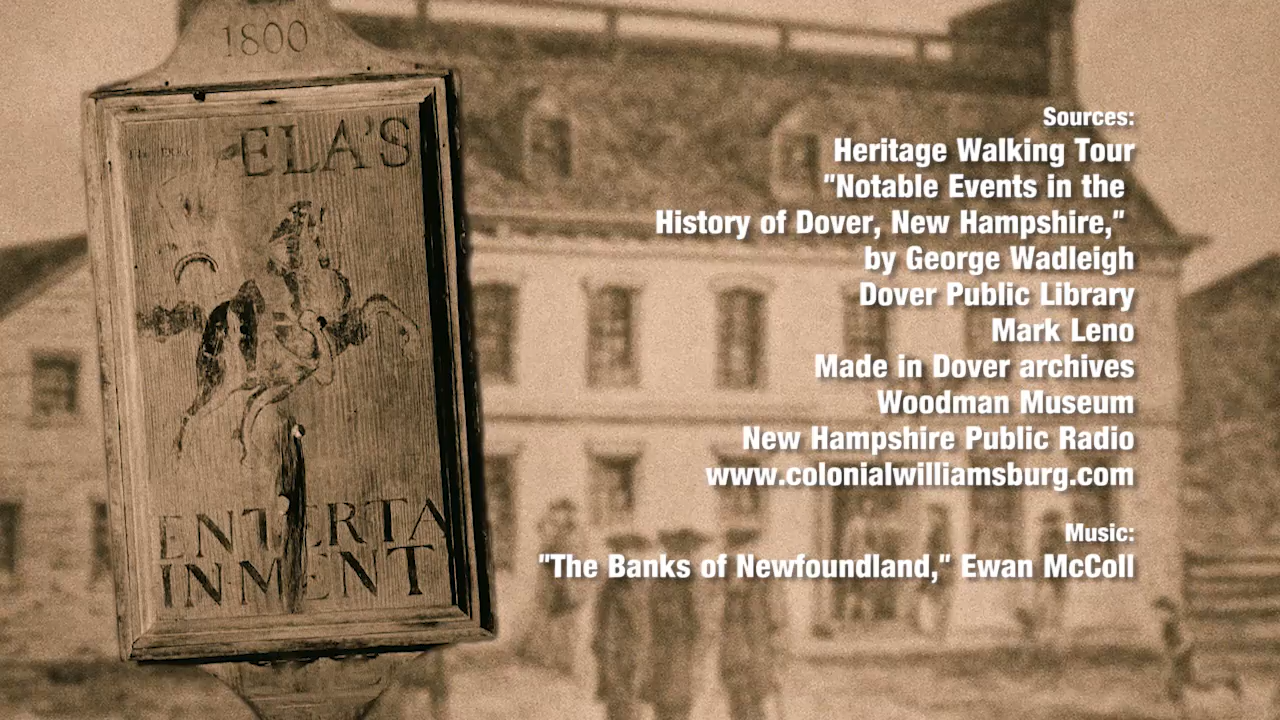 1800
ELA'S
ENTERTA
INMENT
Sources:
Heritage Walking Tour
"Notable Events in the
History of Dover, New Hampshire,"
by George Wadleigh
Dover Public Library
Mark Leno
Made in Dover archives
Woodman Museum
New Hampshire Public Radio
www.colonialwilliamsburg.com
Music:
"The Banks of Newfoundland," Ewan McColl